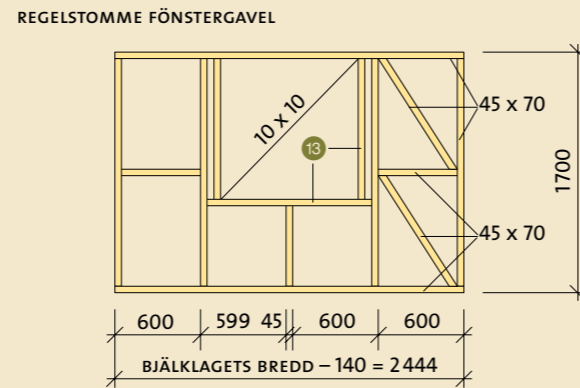 REGELSTOMME FÖNSTERGAVEL
10 x 10
13
45 x 70
1700
45 x 70
600 599 45 600 600
BJÄLKLAGETS BREDD – 140 = 2444